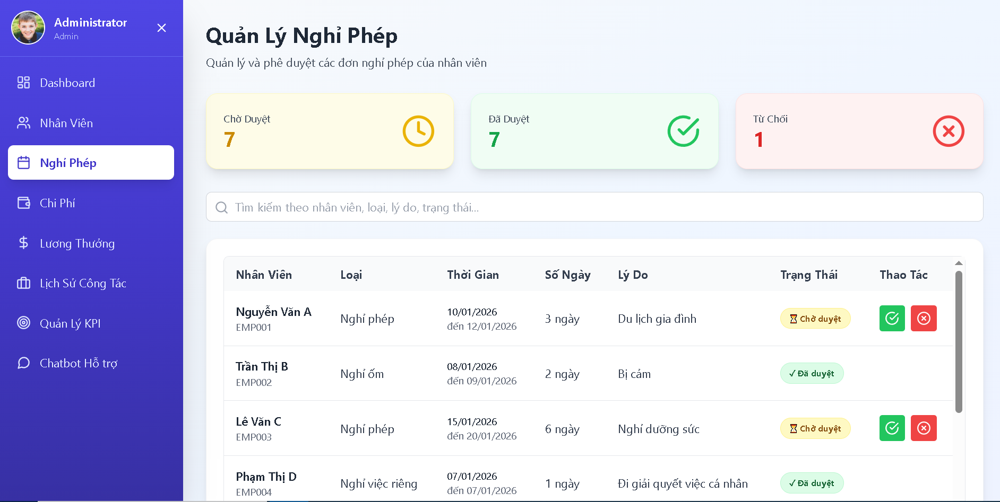 Administrator
Admin
Dashboard
Nhân Viên
Nghỉ Phép
Chi Phí
Lương Thưởng
Lịch Sử Công Tác
Quản Lý KPI
Chatbot Hỗ trợ
Quản Lý Nghỉ Phép
Quản lý và phê duyệt các đơn nghỉ phép của nhân viên
Chờ Duyệt
7
Đã Duyệt
7
Từ Chối
1
Tìm kiếm theo nhân viên, loại, lý do, trạng thái...
Nhân Viên Loại Thời Gian Số Ngày Lý Do Trạng Thái Thao Tác
Nguyễn Văn A
EMP001
Nghỉ phép
10/01/2026
đến 12/01/2026
3 ngày
Du lịch gia đình
⏳ Chờ duyệt
Trần Thị B
EMP002
Nghỉ ốm
08/01/2026
đến 09/01/2026
2 ngày
Bị cảm
✓ Đã duyệt
Lê Văn C
EMP003
Nghỉ phép
15/01/2026
đến 20/01/2026
6 ngày
Nghỉ dưỡng sức
⏳ Chờ duyệt
Phạm Thị D
EMP004
Nghỉ việc riêng
07/01/2026
đến 07/01/2026
1 ngày
Đi giải quyết việc cá nhân
✓ Đã duyệt